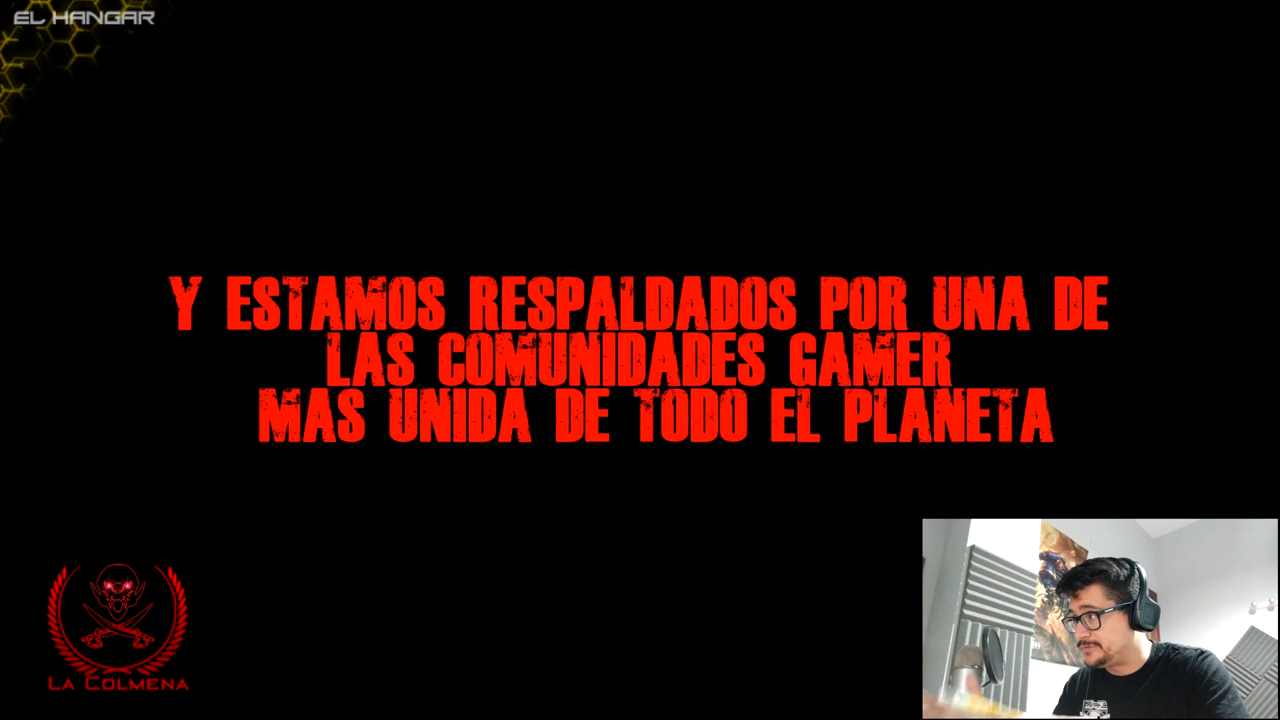 EL HANGAR
Y ESTAMOS RESPALDADOS POR UNA DE
LAS COMUNIDADES GAMER
MAS UNIDA DE TODO EL PLANETA
LA COLMENA